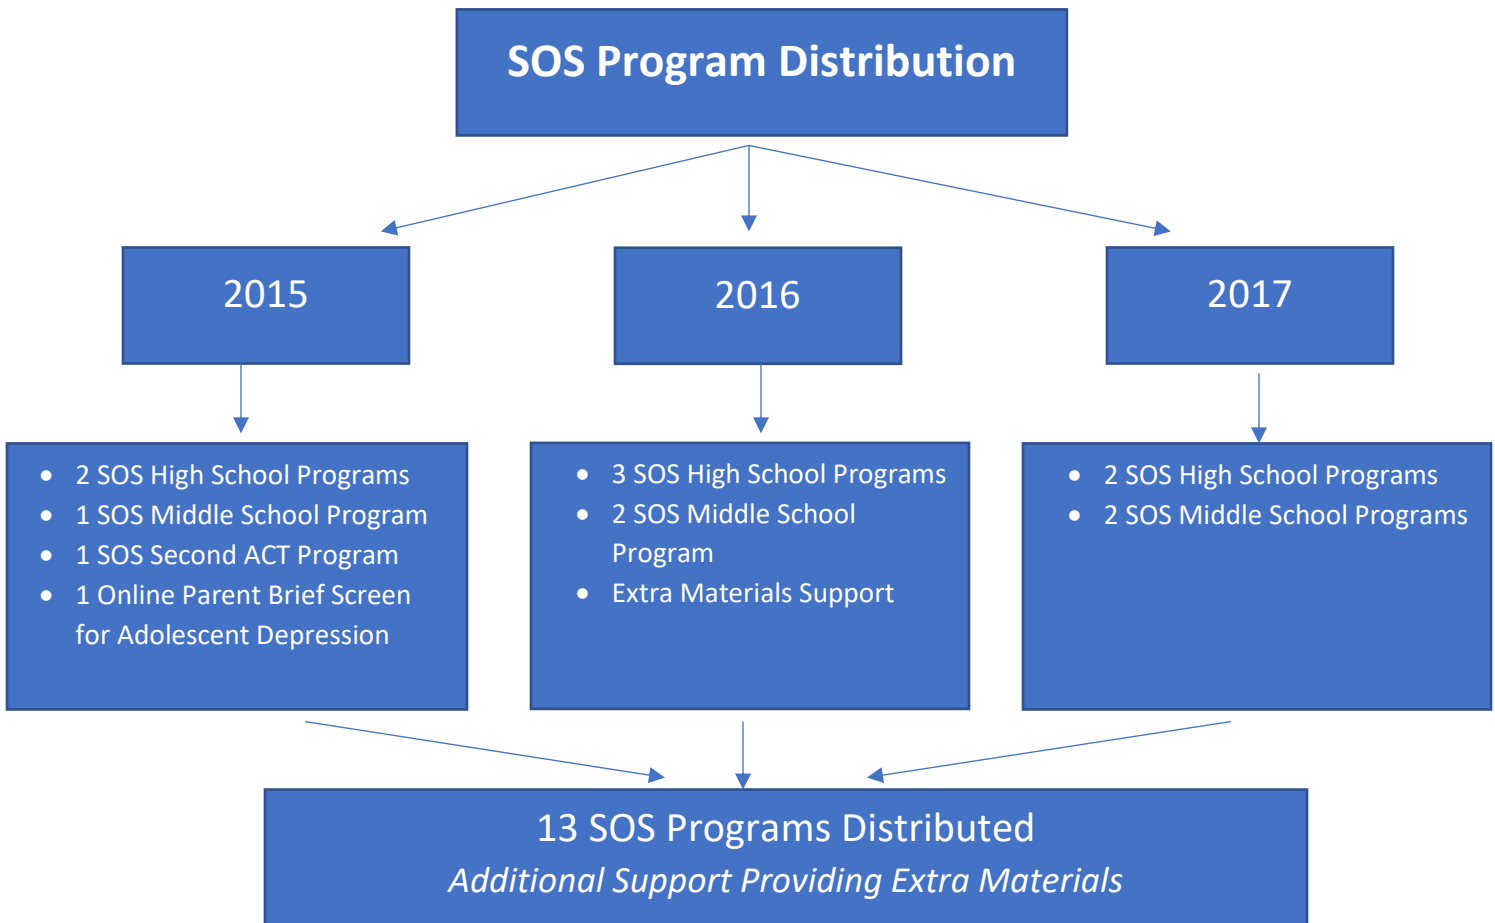 SOS Program Distribution
2015
2016
2017
• 2 SOS High School Programs
• 1 SOS Middle School Program
• 1 SOS Second ACT Program
• 1 Online Parent Brief Screen
for Adolescent Depression
• 3 SOS High School Programs
• 2 SOS Middle School
Program
• Extra Materials Support
• 2 SOS High School Programs
• 2 SOS Middle School Programs
13 SOS Programs Distributed
Additional Support Providing Extra Materials